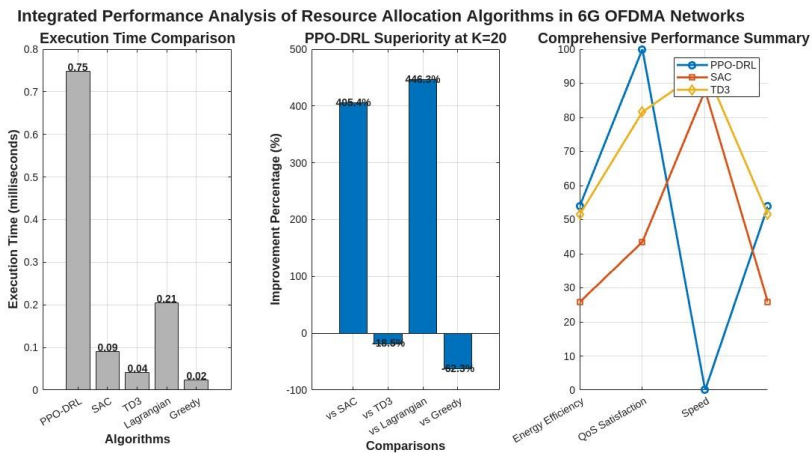 Integrated Performance Analysis of Resource Allocation Algorithms in 6G OFDMA Networks
Execution Time Comparison
0.8
0.7
0.6
0.5
0.4
0.3
0.2
0.1
0
Execution Time (milliseconds)
0.75
0.09
0.04
0.21
0.02
PPO-DRL
SAC
TD3
Lagrangian
Greedy
Algorithms
PPO-DRL Superiority at K=20
500
400
300
200
100
0
-100
Improvement Percentage (%)
405.4%
-18.5%
446.3%
-62.3%
vs SAC
vs TD3
vs Lagrangian
vs Greedy
Comparisons
Comprehensive Performance Summary
100
90
80
70
60
50
40
30
20
10
0
PPO-DRL
SAC
TD3
Energy Efficiency
QoS Satisfaction
Speed